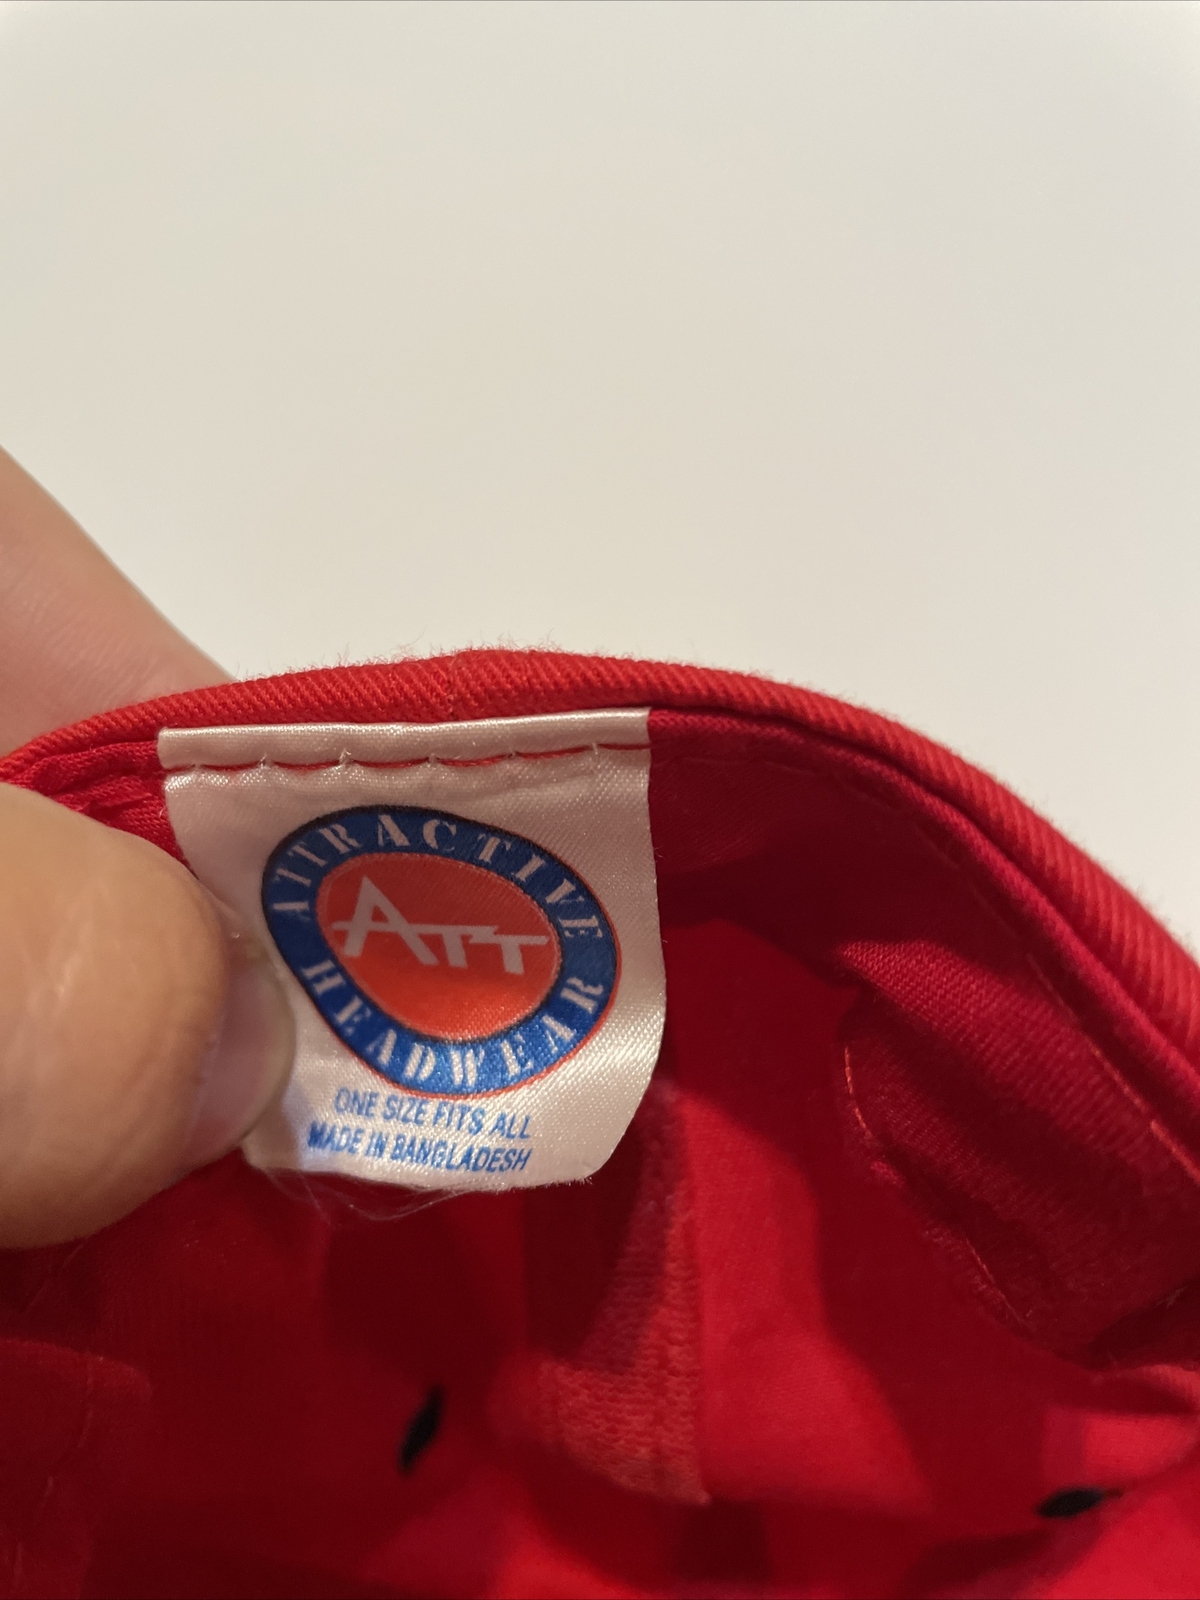 ATTRACTIVE
ATT
HEADWEAR
ONE SIZE FITS ALL
MADE IN BANGLADESH